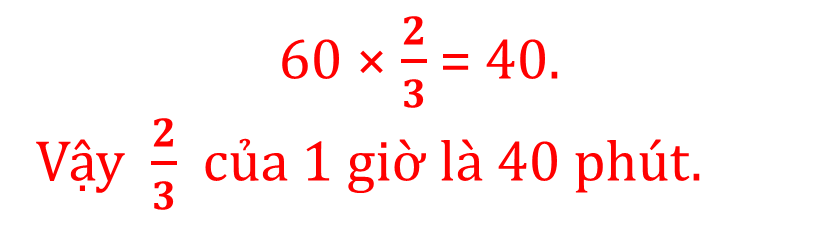 60 × 2/3 = 40.
Vậy 2/3 của 1 giờ là 40 phút.